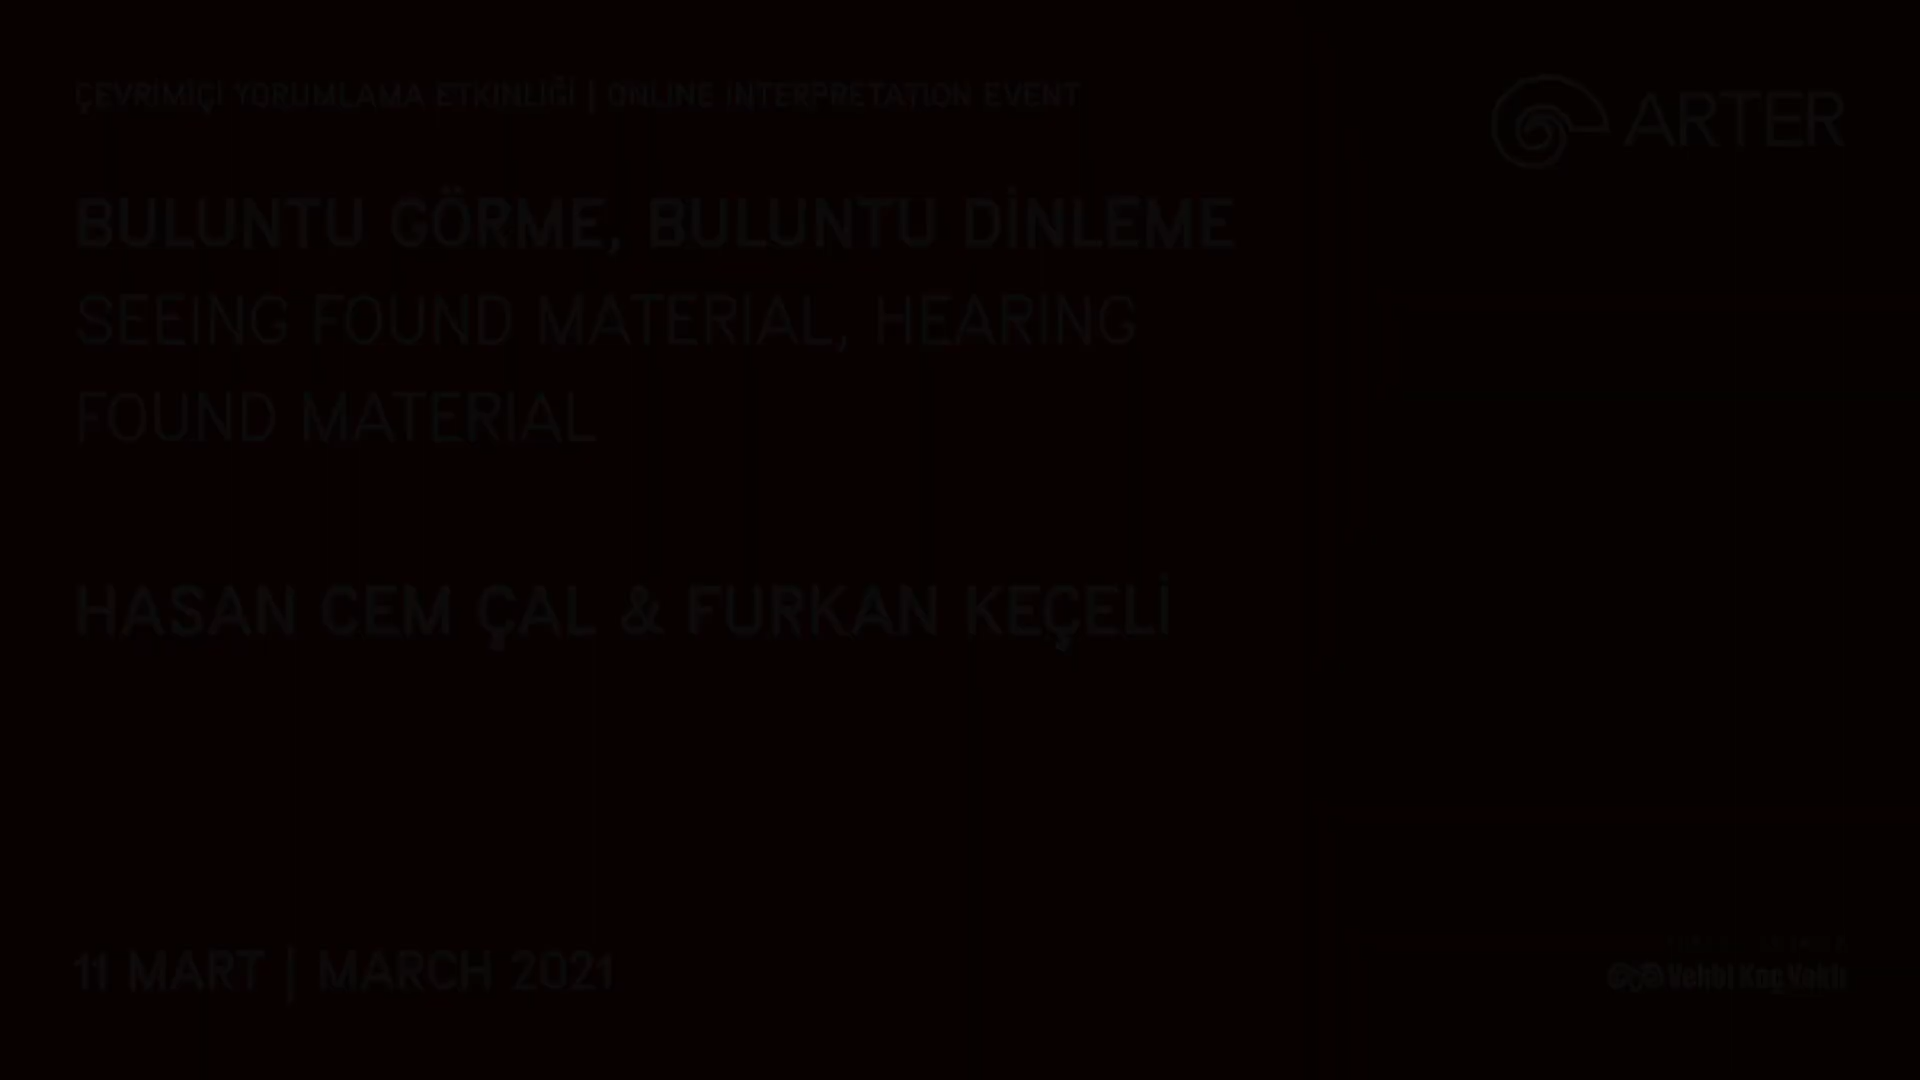 ÇEVRİMİÇİ YORUMLAMA ETKİNLİĞİ | ONLINE INTERPRETATION EVENT
ARTER
BULUNTU GÖRME, BULUNTU DİNLEME
SEEING FOUND MATERIAL, HEARING
FOUND MATERIAL
HASAN CEM ÇAL & FURKAN KEÇELİ
11 MART | MARCH 2021
Vehbi Koç Vakfı